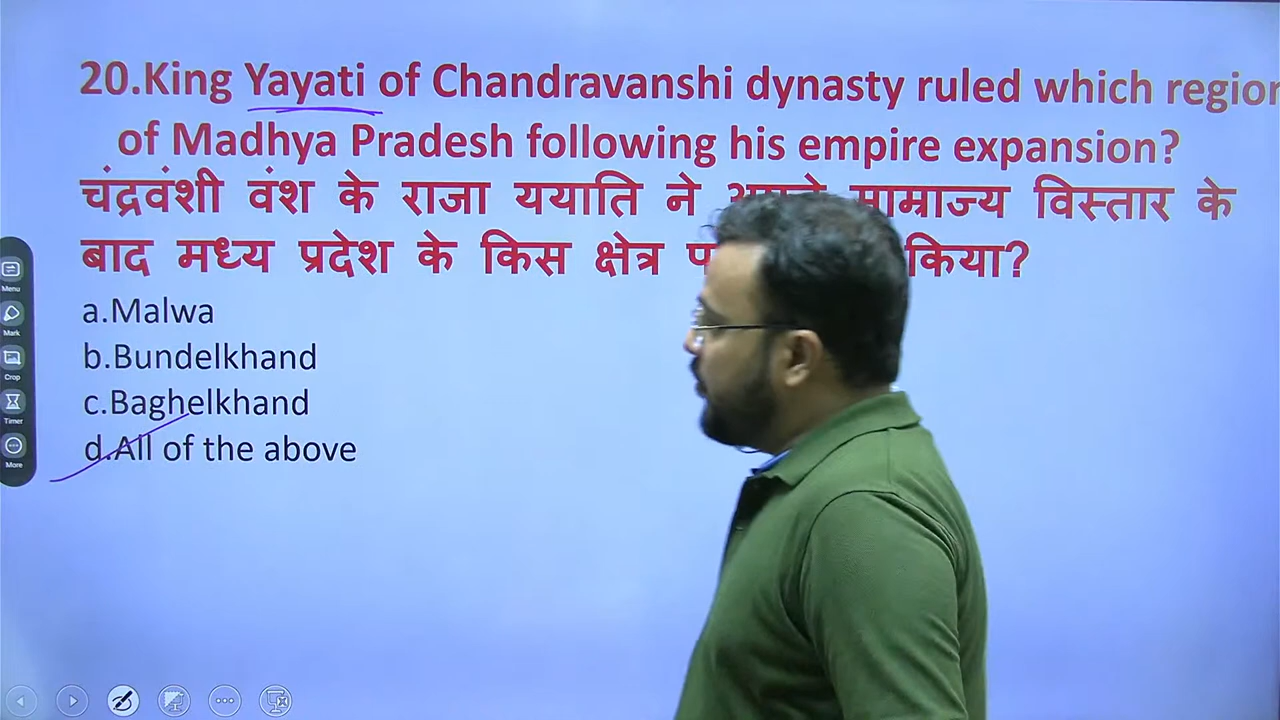 20.King Yayati of Chandravanshi dynasty ruled which region
of Madhya Pradesh following his empire expansion?
चंद्रवंशी वंश के राजा ययाति ने साम्राज्य विस्तार के
बाद मध्य प्रदेश के किस क्षेत्र किया?
a.Malwa
b.Bundelkhand
c.Baghelkhand
d.All of the above
Menu
Mark
Crop
Timer
More